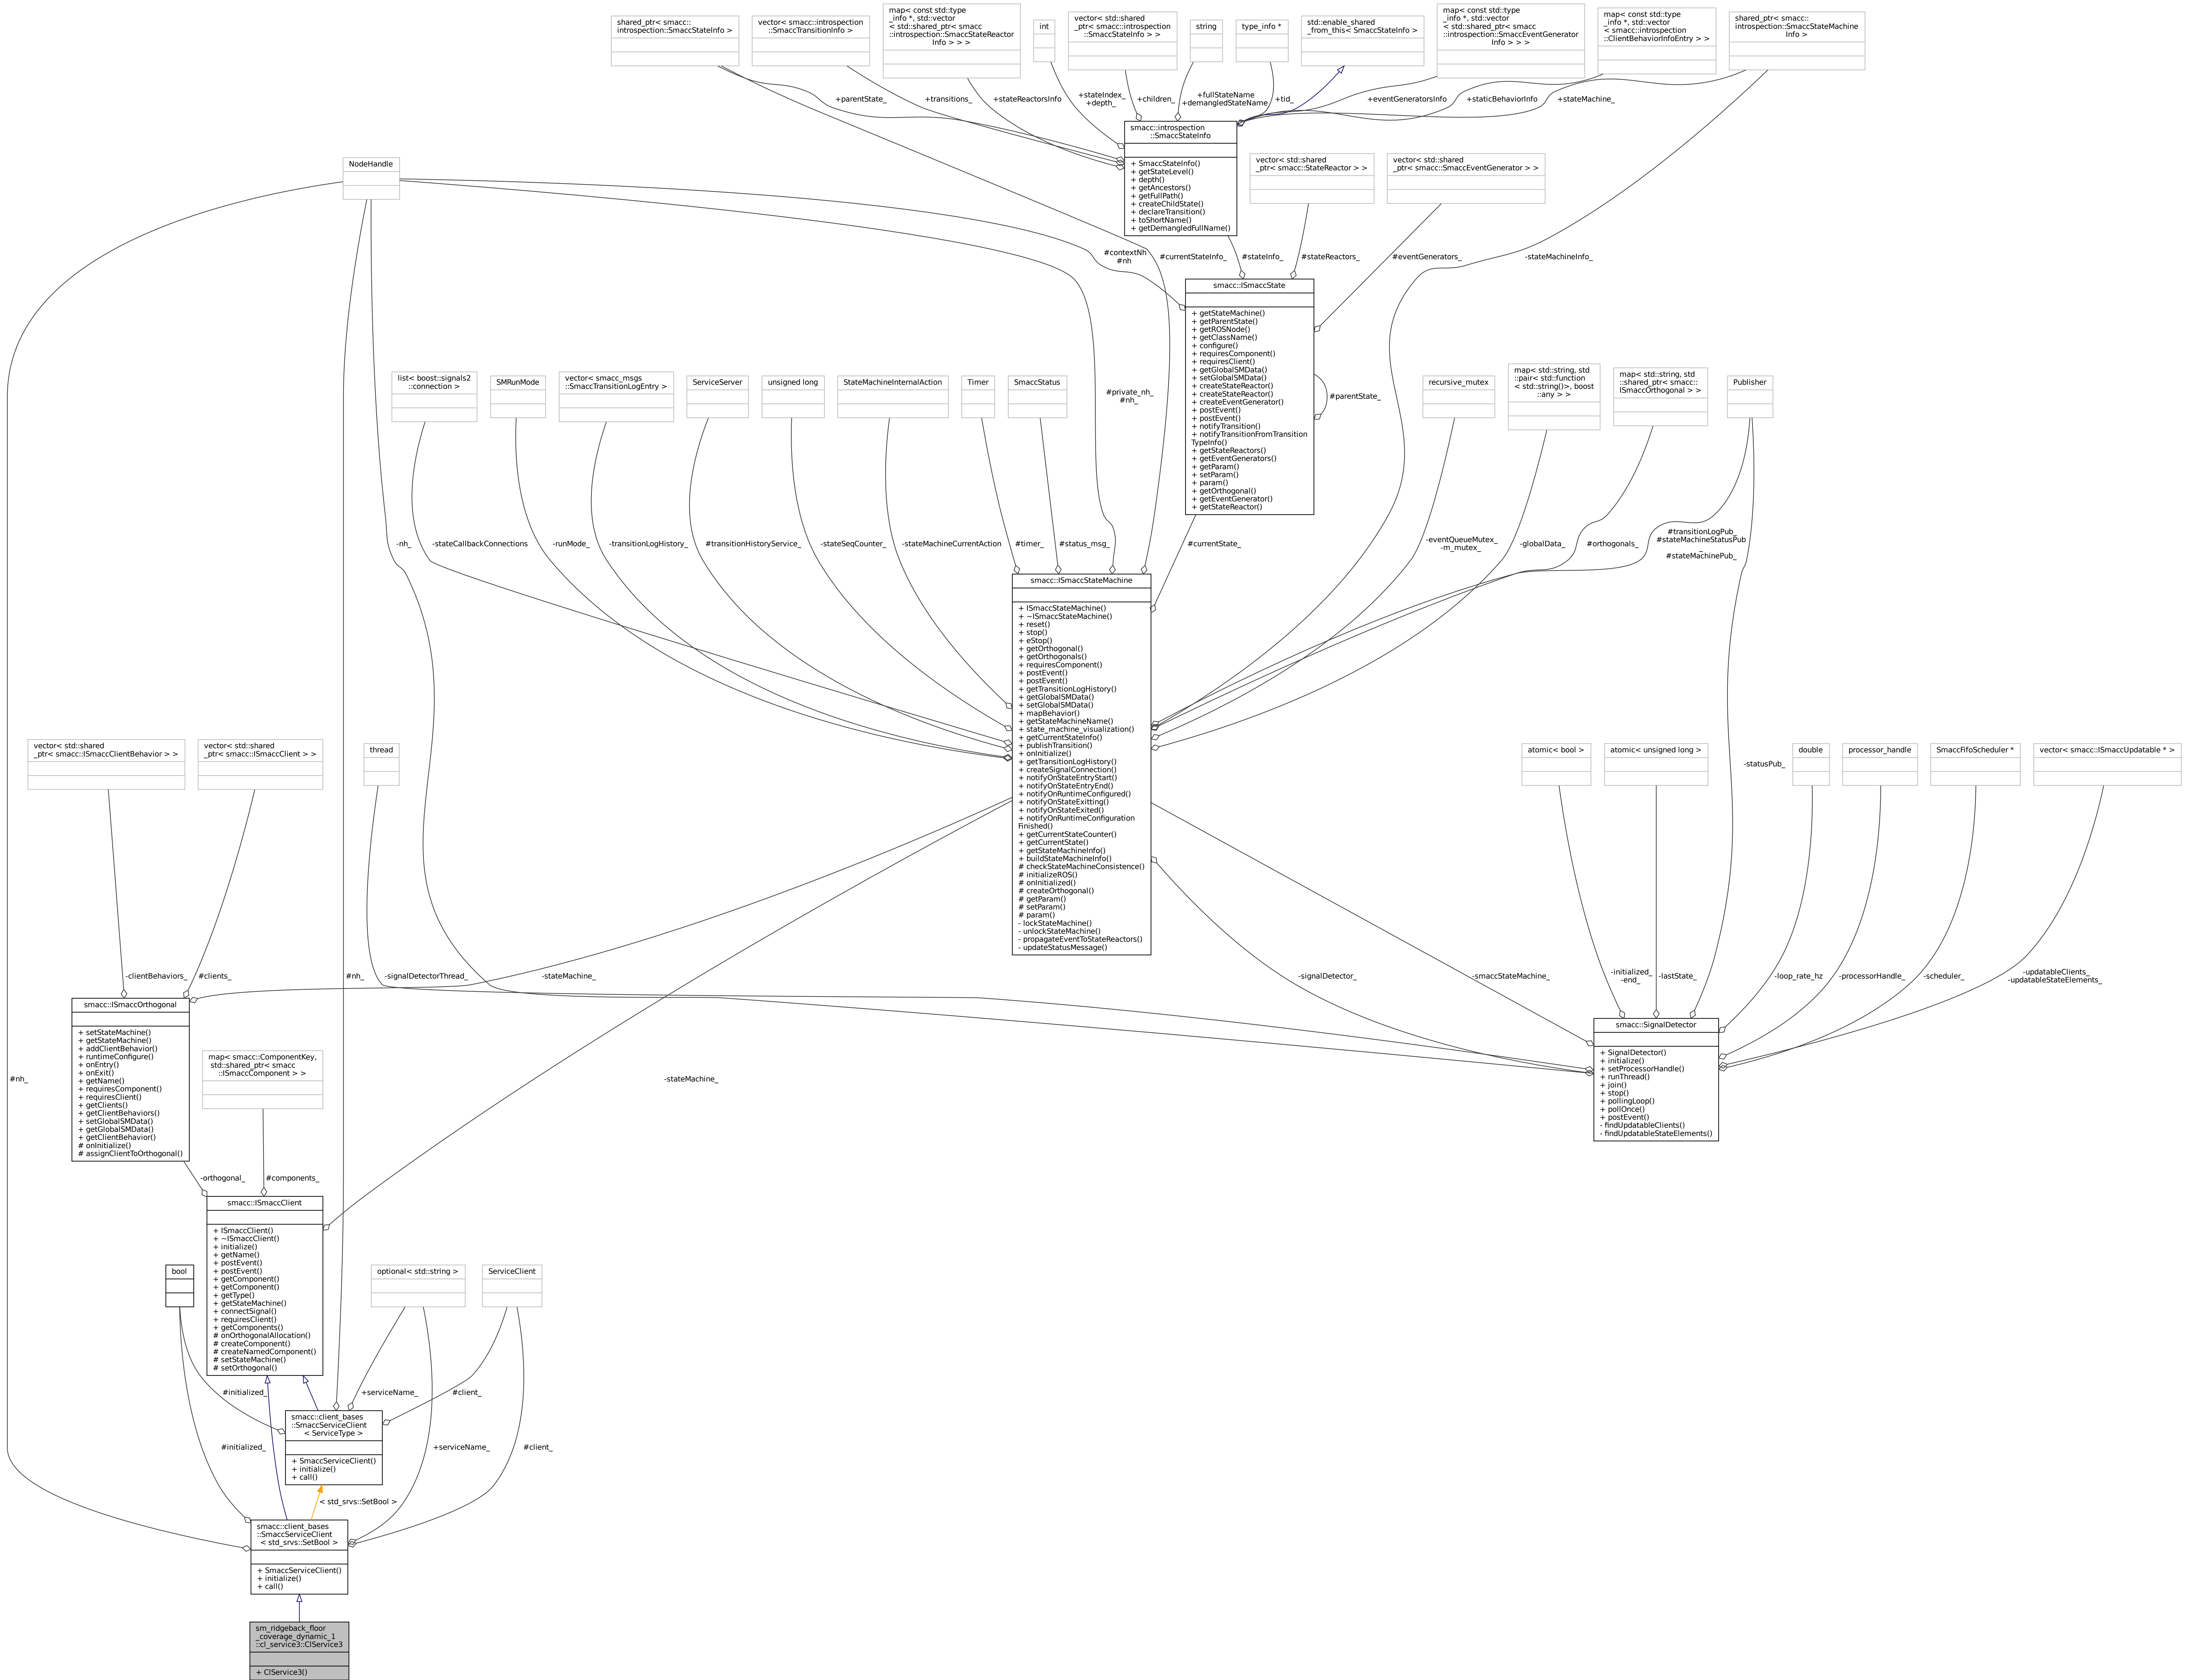 shared_ptr< smacc::
introspection::SmaccStateInfo >
vector< smacc::introspection
::SmaccTransitionInfo >
map< const std::type
_info *, std::vector
< std::shared_ptr< smacc
::introspection::SmaccStateReactor
Info > > >
int
vector< std::shared
_ptr< smacc::introspection
::SmaccStateInfo > >
string
type_info *
std::enable_shared
_from_this< SmaccStateInfo >
map< const std::type
_info *, std::vector
< std::shared_ptr< smacc
::introspection::SmaccEventGenerator
Info > > >
map< const std::type
_info *, std::vector
< smacc::introspection
::ClientBehaviorInfoEntry > >
shared_ptr< smacc::
introspection::SmaccStateMachine
Info >
+parentState_
+transitions_
+stateReactorsInfo
+stateIndex_
+depth_
+children_
+fullStateName
+demangledStateName
+tid_
+eventGeneratorsInfo
+staticBehaviorInfo
+stateMachine_
smacc::introspection
::SmaccStateInfo
+ SmaccStateInfo()
+ getStateLevel()
+ depth()
+ getAncestors()
+ getFullPath()
+ createChildState()
+ declareTransition()
+ toShortName()
+ getDemangledFullName()
NodeHandle
vector< std::shared
_ptr< smacc::StateReactor > >
vector< std::shared
_ptr< smacc::SmaccEventGenerator > >
#contextNh
#nh
#currentStateInfo_
#stateInfo_
#stateReactors_
#eventGenerators_
-stateMachineInfo_
smacc::ISmaccState
+ getStateMachine()
+ getParentState()
+ getROSNode()
+ getClassName()
+ configure()
+ requiresComponent()
+ requiresClient()
+ getGlobalSMData()
+ setGlobalSMData()
+ createStateReactor()
+ createStateReactor()
+ createEventGenerator()
+ postEvent()
+ postEvent()
+ notifyTransition()
+ notifyTransitionFromTransition
TypeInfo()
+ getStateReactors()
+ getEventGenerators()
+ getParam()
+ setParam()
+ param()
+ getOrthogonal()
+ getEventGenerator()
+ getStateReactor()
#parentState_
list< boost::signals2
::connection >
SMRunMode
vector< smacc_msgs
::SmaccTransitionLogEntry >
ServiceServer
unsigned long
StateMachineInternalAction
Timer
SmaccStatus
#private_nh_
#nh_
recursive_mutex
map< std::string, std
::pair< std::function
< std::string()>, boost
::any > >
map< std::string, std
::shared_ptr< smacc::
ISmaccOrthogonal > >
Publisher
-nh_
-stateCallbackConnections
-runMode_
-transitionLogHistory_
#transitionHistoryService_
-stateSeqCounter_
-stateMachineCurrentAction
#timer_
#status_msg_
#currentState_
-eventQueueMutex_
-m_mutex_
-globalData_
#orthogonals_
#transitionLogPub_
#stateMachineStatusPub
_
#stateMachinePub_
smacc::ISmaccStateMachine
+ ISmaccStateMachine()
+ ~ISmaccStateMachine()
+ reset()
+ stop()
+ eStop()
+ getOrthogonal()
+ getOrthogonals()
+ requiresComponent()
+ postEvent()
+ postEvent()
+ getTransitionLogHistory()
+ getGlobalSMData()
+ setGlobalSMData()
+ mapBehavior()
+ getStateMachineName()
+ state_machine_visualization()
+ getCurrentStateInfo()
+ publishTransition()
+ onInitialize()
+ getTransitionLogHistory()
+ createSignalConnection()
+ notifyOnStateEntryStart()
+ notifyOnStateEntryEnd()
+ notifyOnRuntimeConfigured()
+ notifyOnStateExitting()
+ notifyOnStateExited()
+ notifyOnRuntimeConfiguration
Finished()
+ getCurrentStateCounter()
+ getCurrentState()
+ getStateMachineInfo()
+ buildStateMachineInfo()
# checkStateMachineConsistence()
# initializeROS()
# onInitialized()
# createOrthogonal()
# getParam()
# setParam()
# param()
- lockStateMachine()
- unlockStateMachine()
- propagateEventToStateReactors()
- updateStatusMessage()
vector< std::shared
_ptr< smacc::ISmaccClientBehavior > >
vector< std::shared
_ptr< smacc::ISmaccClient > >
thread
atomic< bool >
atomic< unsigned long >
-statusPub_
double
processor_handle
SmaccFifoScheduler *
vector< smacc::ISmaccUpdatable * >
-clientBehaviors_
#clients_
#nh_
-signalDetectorThread_
-stateMachine_
-signalDetector_
-smaccStateMachine_
-initialized_
-end_
-lastState_
-loop_rate_hz
-processorHandle_
-scheduler_
-updatableClients_
-updatableStateElements_
smacc::ISmaccOrthogonal
+ setStateMachine()
+ getStateMachine()
+ addClientBehavior()
+ runtimeConfigure()
+ onEntry()
+ onExit()
+ getName()
+ requiresComponent()
+ requiresClient()
+ getClients()
+ getClientBehaviors()
+ setGlobalSMData()
+ getGlobalSMData()
+ getClientBehavior()
# onInitialize()
# assignClientToOrthogonal()
smacc::SignalDetector
+ SignalDetector()
+ initialize()
+ setProcessorHandle()
+ runThread()
+ join()
+ stop()
+ pollingLoop()
+ pollOnce()
+ postEvent()
- findUpdatableClients()
- findUpdatableStateElements()
map< smacc::ComponentKey,
std::shared_ptr< smacc
::ISmaccComponent > >
#nh_
-stateMachine_
-orthogonal_
#components_
smacc::ISmaccClient
+ ISmaccClient()
+ ~ISmaccClient()
+ initialize()
+ getName()
+ postEvent()
+ postEvent()
+ getComponent()
+ getComponent()
+ getType()
+ getStateMachine()
+ connectSignal()
+ requiresClient()
+ getComponents()
# onOrthogonalAllocation()
# createComponent()
# createNamedComponent()
# setStateMachine()
# setOrthogonal()
bool
optional< std::string >
ServiceClient
#initialized_
+serviceName_
#client_
smacc::client_bases
::SmaccServiceClient
< ServiceType >
+ SmaccServiceClient()
+ initialize()
+ call()
#initialized_
+serviceName_
#client_
< std_srvs::SetBool >
smacc::client_bases
::SmaccServiceClient
< std_srvs::SetBool >
+ SmaccServiceClient()
+ initialize()
+ call()
sm_ridgeback_floor
_coverage_dynamic_1
::cl_service3::ClService3
+ ClService3()